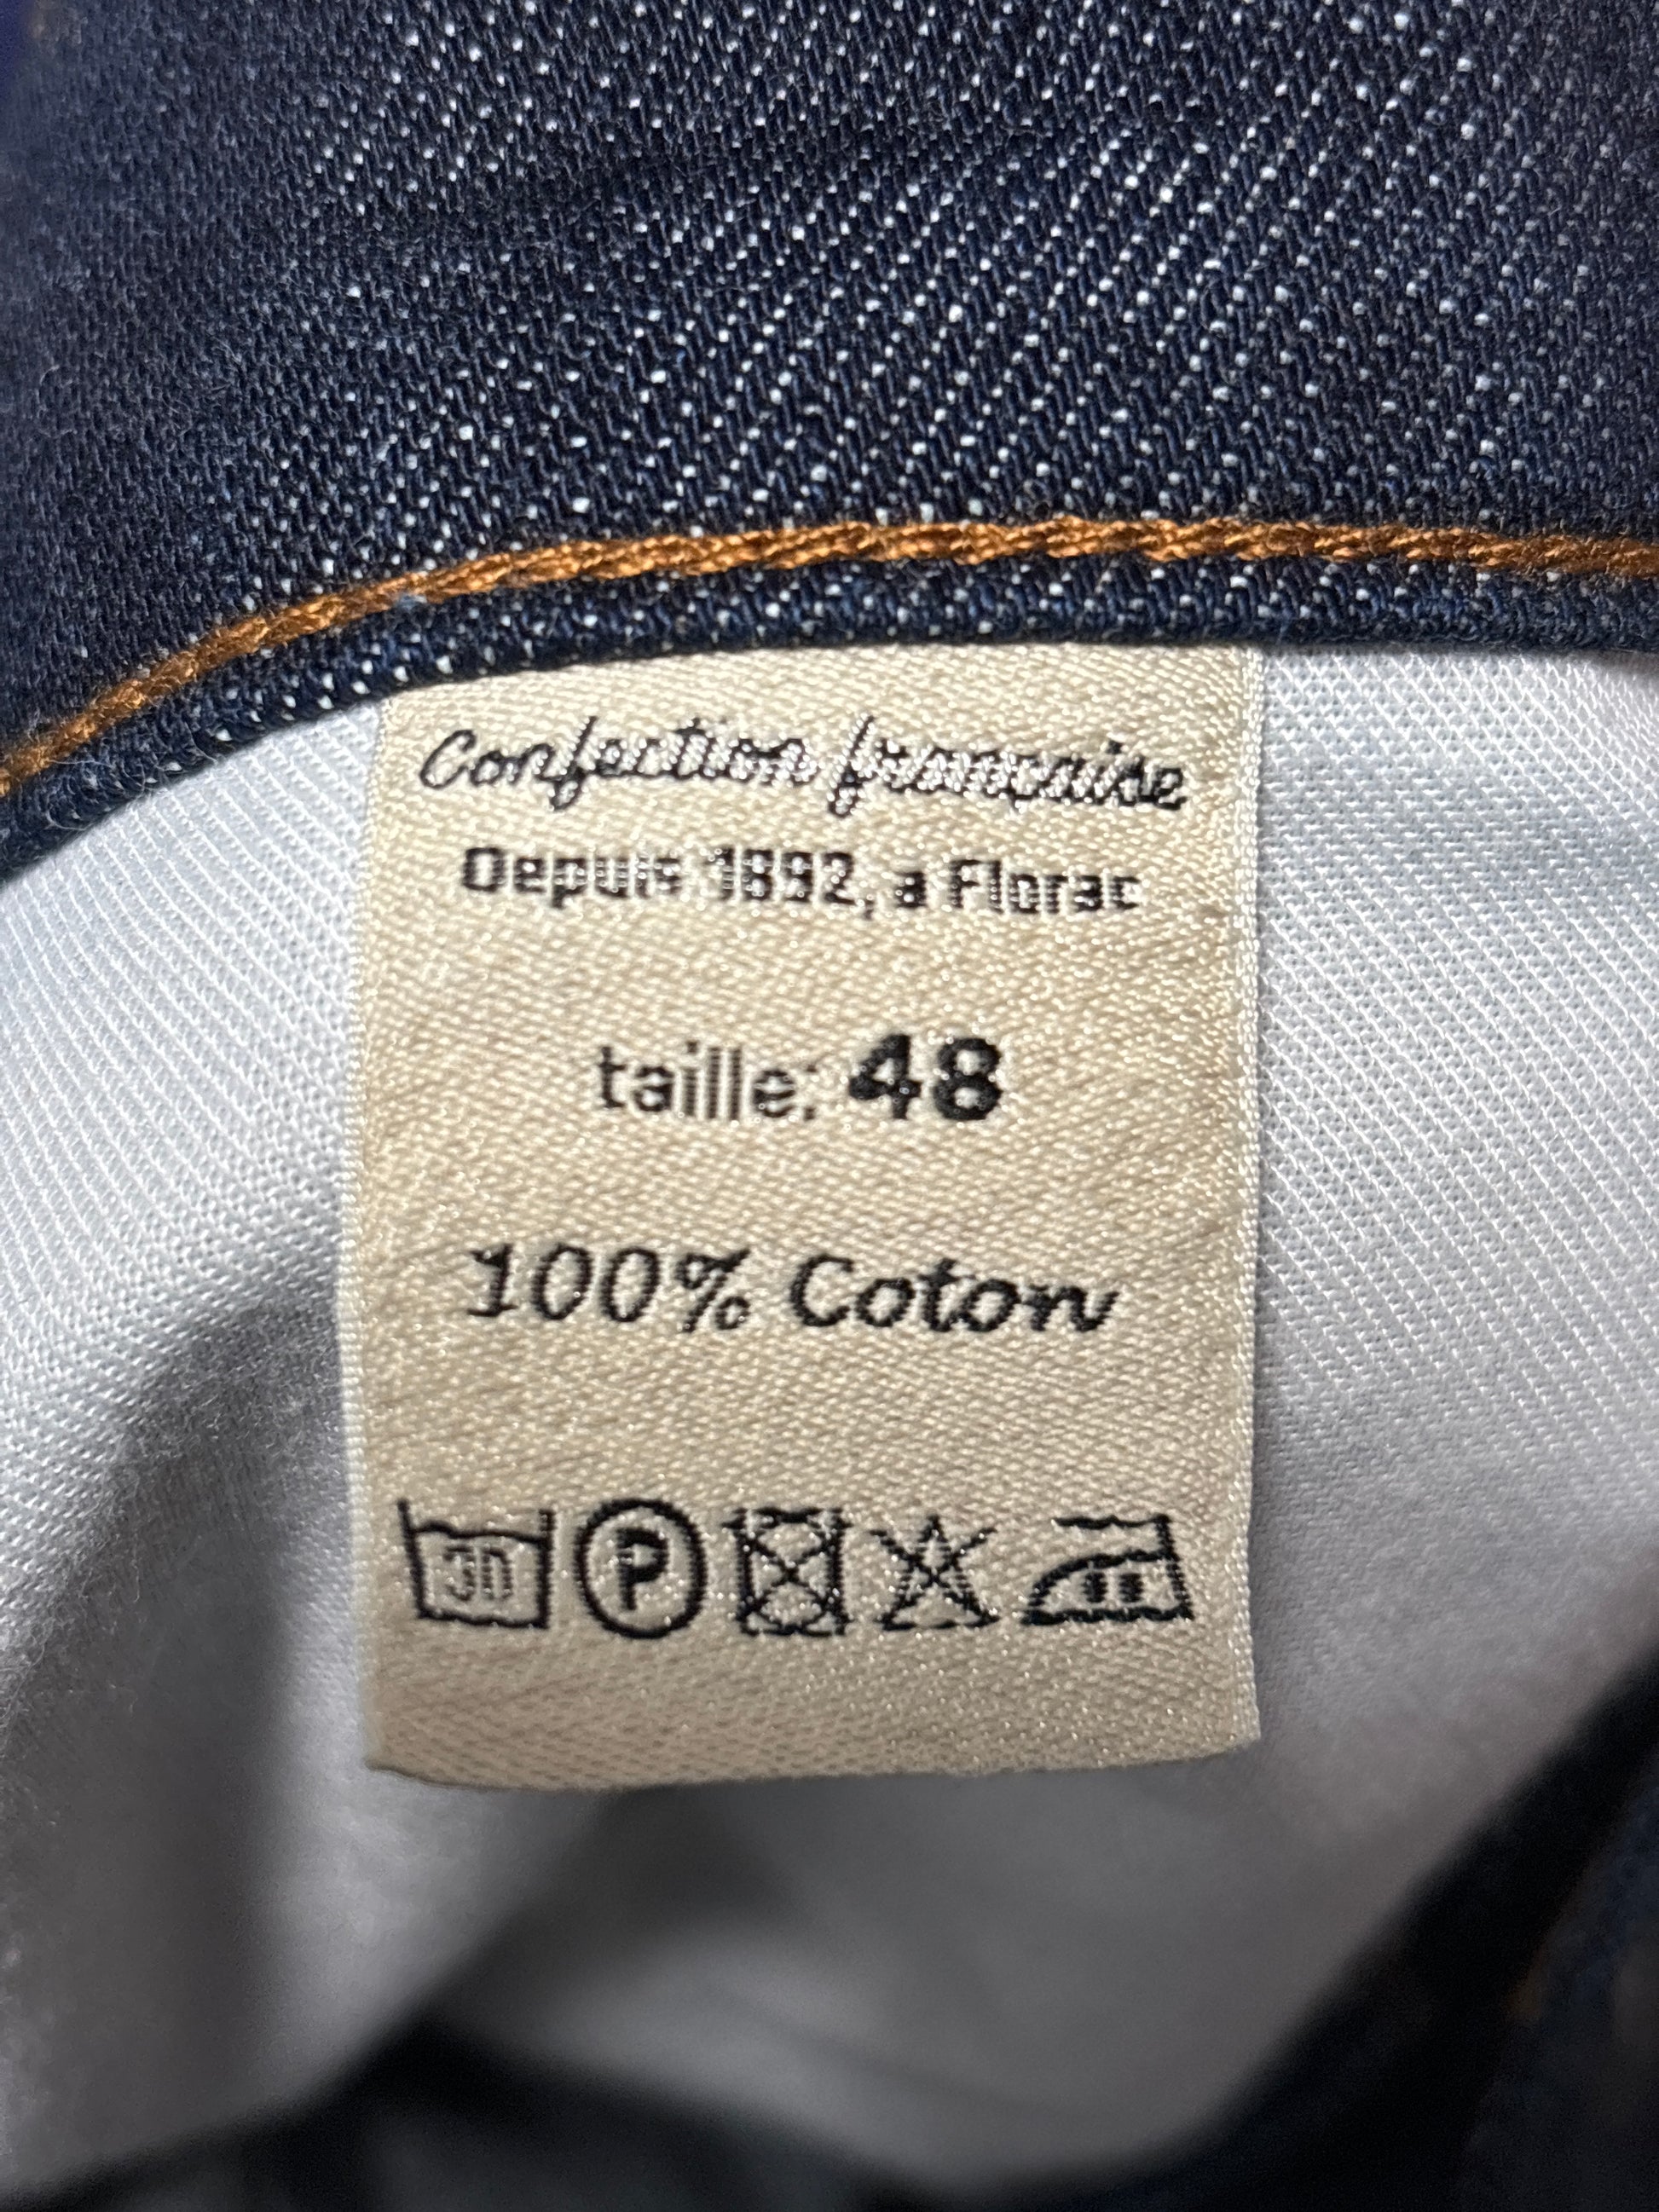 Confection française
Depuis 1892, a Florac
taille: 48
100% Coton
30 P